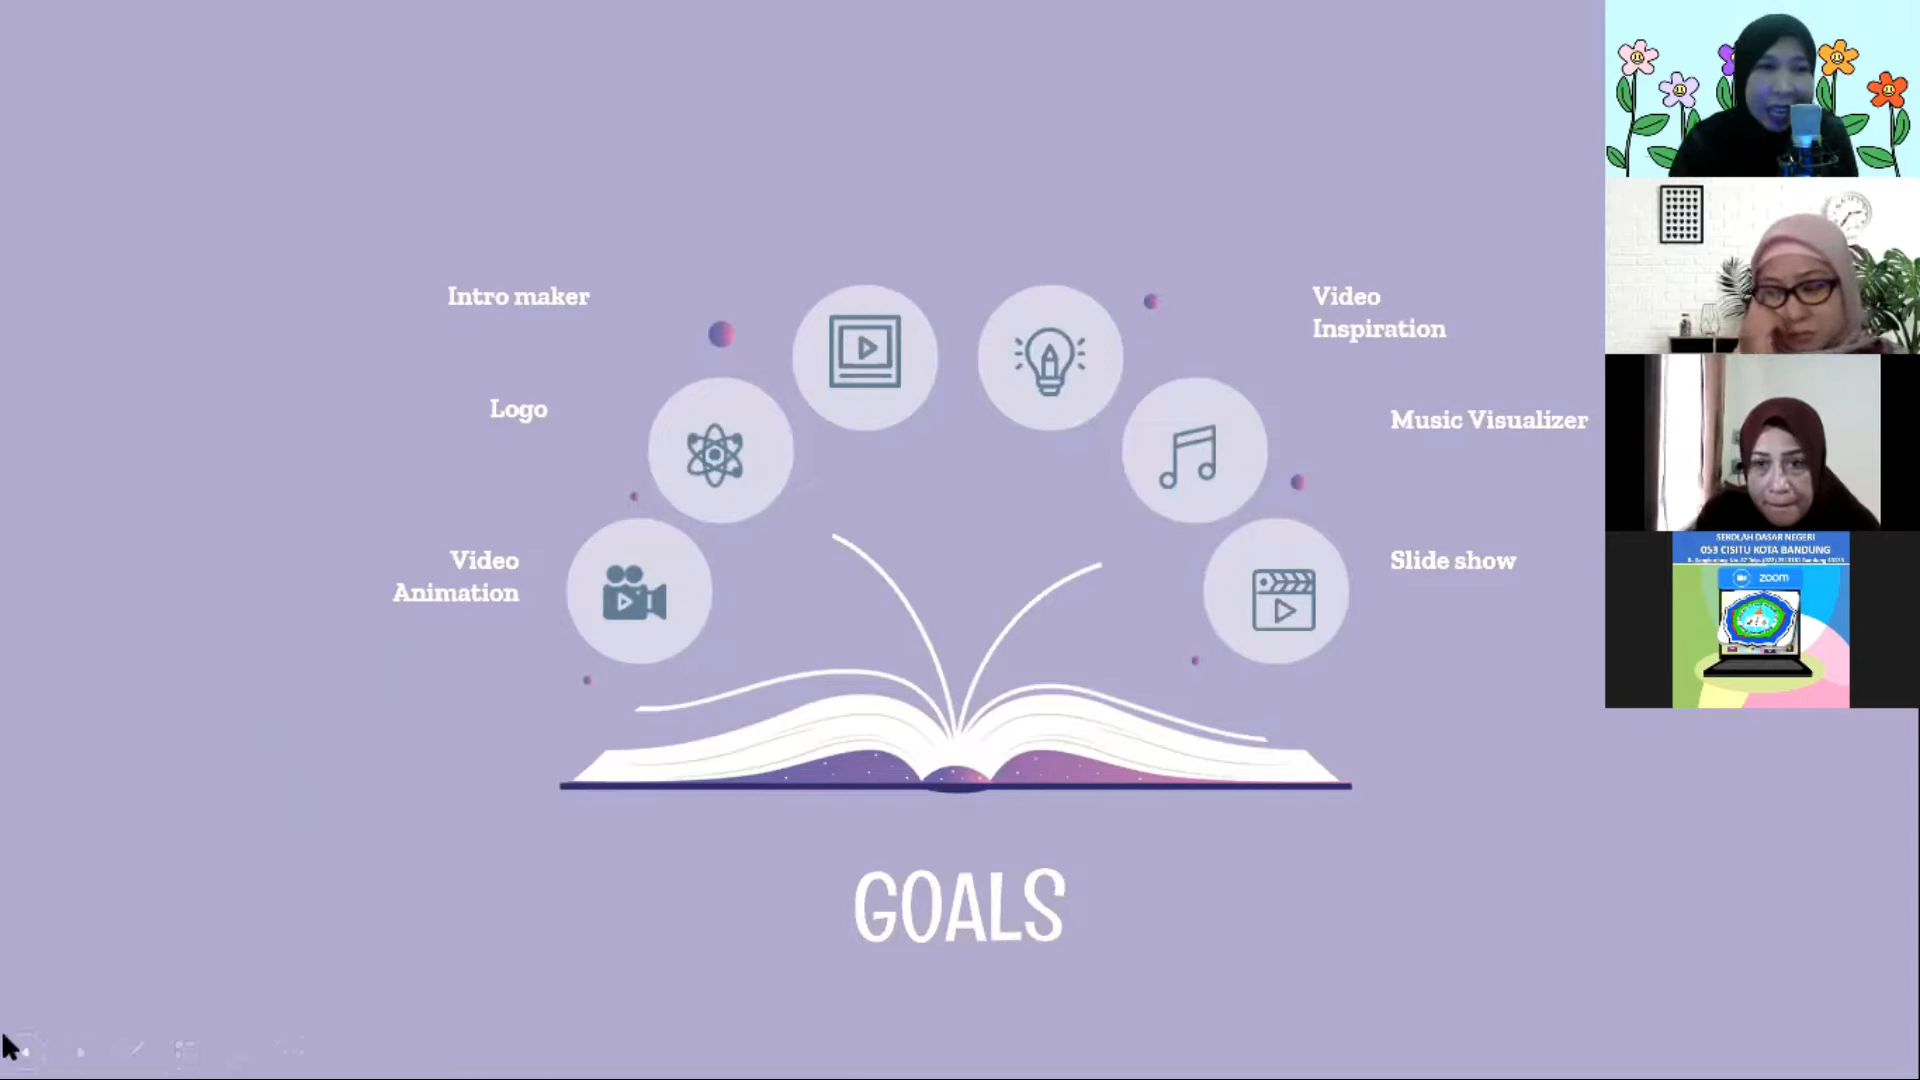 Intro maker
Video
Inspiration
Logo
Music Visualizer
Video
Animation
Slide show
GOALS
SEKOLAH DASAR NEGERI
053 CISITU KOTA BANDUNG
zoom